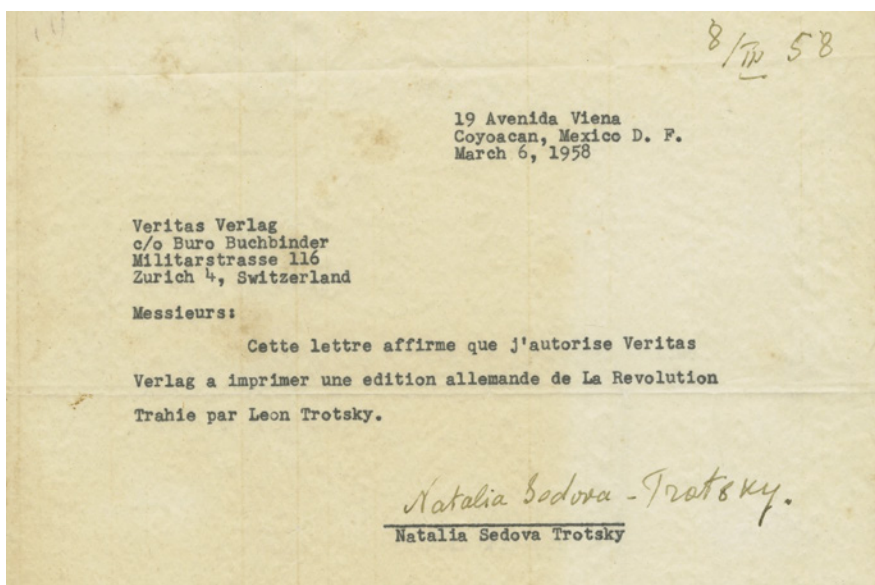 8/III 58
19 Avenida Viena
Coyoacan, Mexico D. F.
March 6, 1958
Veritas Verlag
c/o Buro Buchbinder
Militarstrasse 116
Zurich 4, Switzerland
Messieurs:
Cette lettre affirme que j'autorise Veritas
Verlag a imprimer une edition allemande de La Revolution
Trahie par Leon Trotsky.
Natalia Sedova - Trotsky.
Natalia Sedova Trotsky